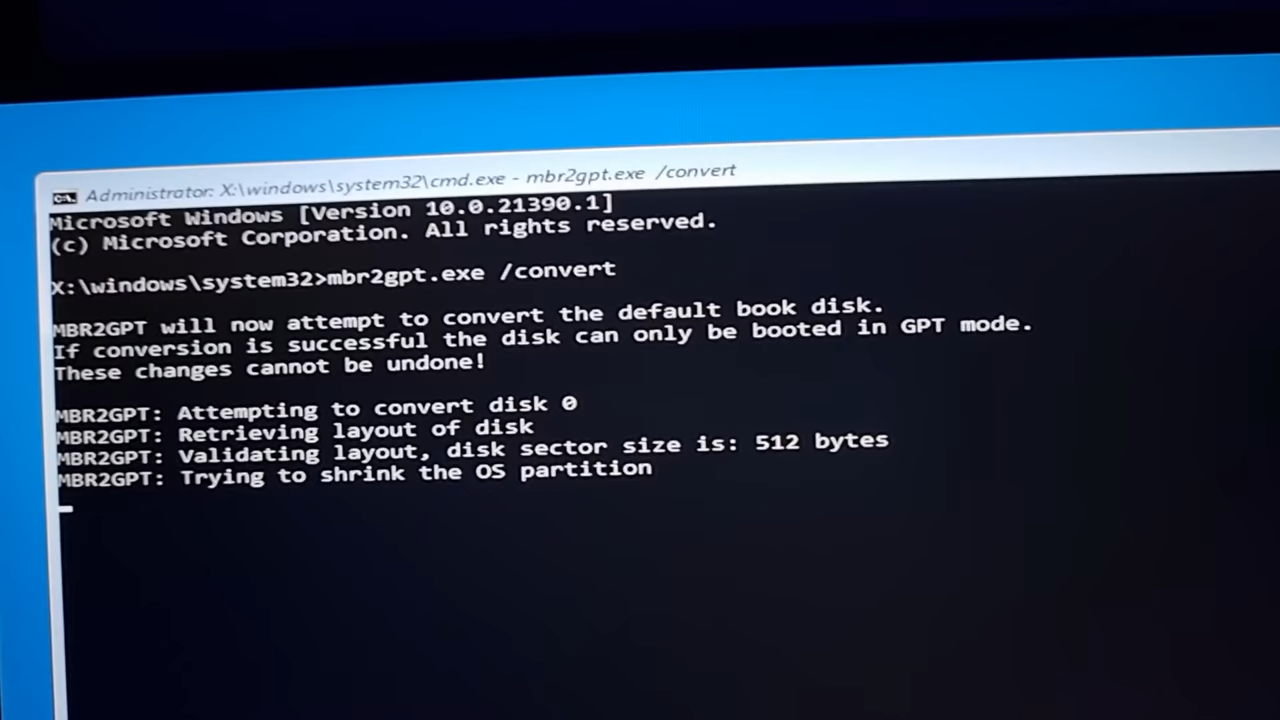 Administrator: X:\windows\system32\cmd.exe - mbr2gpt.exe /convert
Microsoft Windows [Version 10.0.21390.1]
(c) Microsoft Corporation. All rights reserved.
X:\windows\system32>mbr2gpt.exe /convert
MBR2GPT will now attempt to convert the default book disk.
If conversion is successful the disk can only be booted in GPT mode.
These changes cannot be undone!
MBR2GPT: Attempting to convert disk 0
MBR2GPT: Retrieving layout of disk
MBR2GPT: Validating layout, disk sector size is: 512 bytes
MBR2GPT: Trying to shrink the OS partition